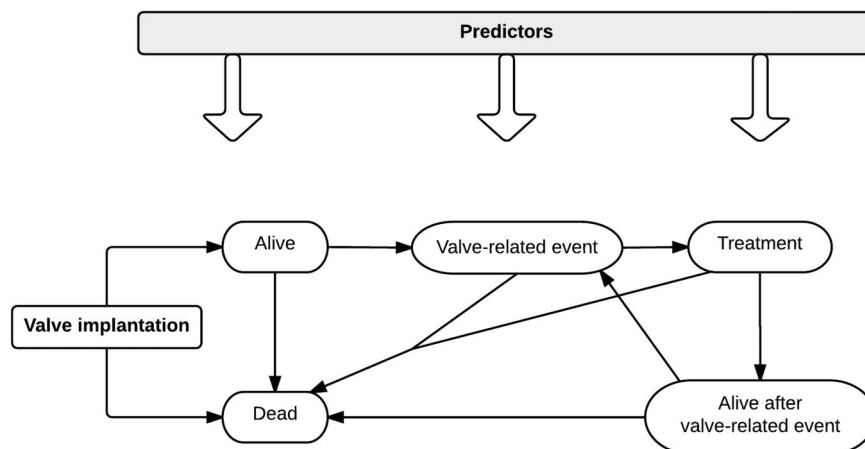 Predictors
Alive
Valve-related event
Treatment
Valve implantation
Dead
Alive after
valve-related event